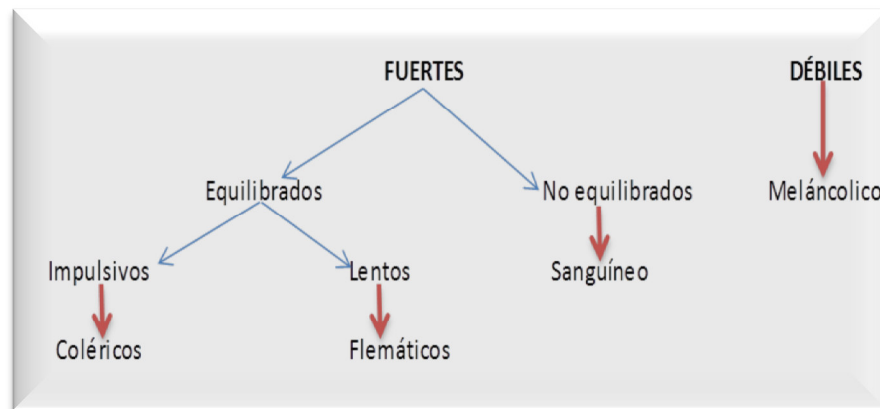 FUERTES
DÉBILES
Equilibrados
No equilibrados
Meláncolico
Impulsivos
Lentos
Sanguíneo
Coléricos
Flemáticos